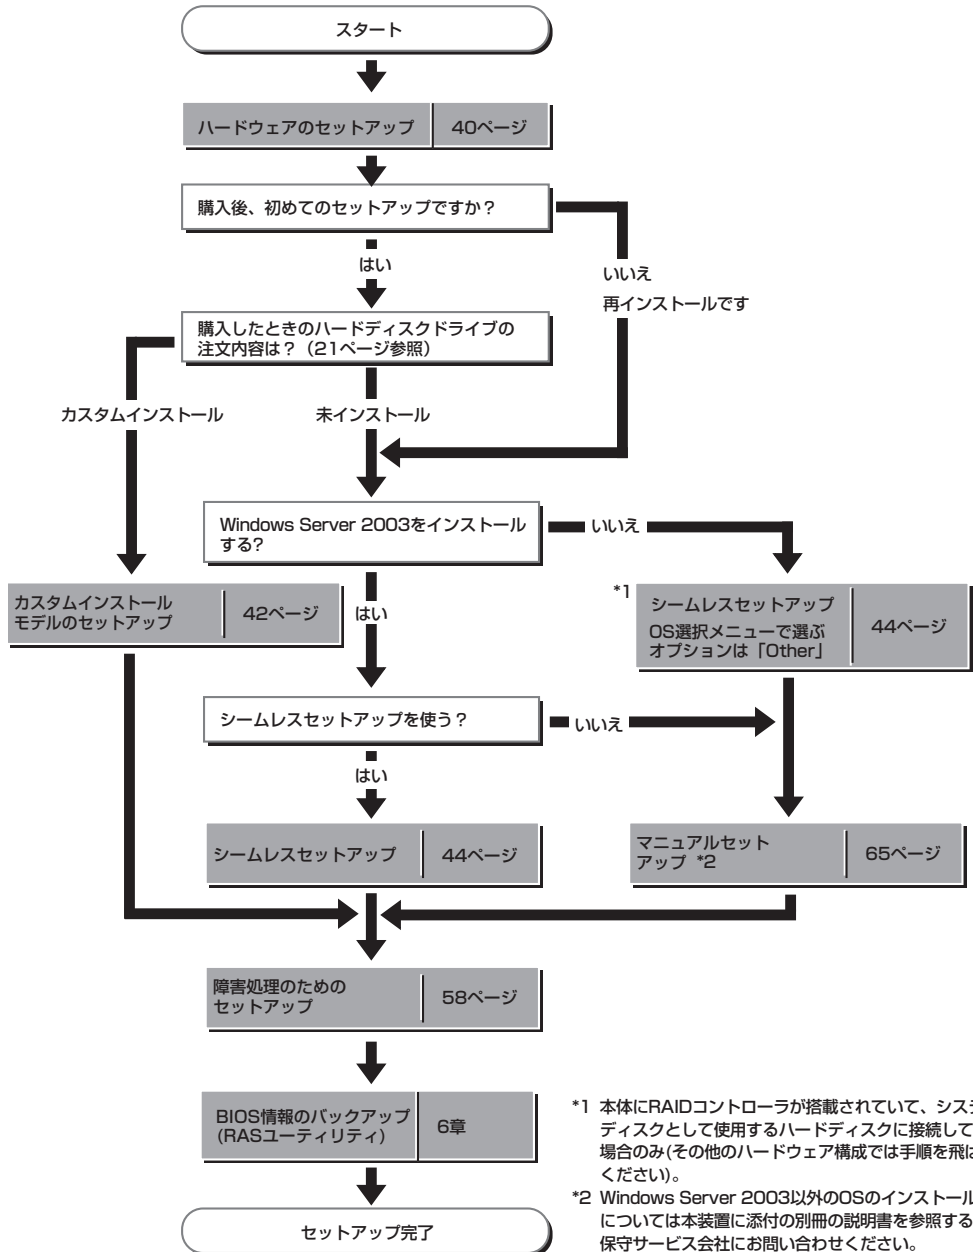 スタート
ハードウェアのセットアップ
40ページ
購入後、初めてのセットアップですか？
はい
いいえ
再インストールです
購入したときのハードディスクドライブの
注文内容は？（21ページ参照）
カスタムインストール
未インストール
Windows Server 2003をインストール
する?
いいえ
はい
カスタムインストール
モデルのセットアップ
42ページ
*1
シームレスセットアップ
OS選択メニューで選ぶ
オプションは「Other」
44ページ
シームレスセットアップを使う？
いいえ
はい
シームレスセットアップ
44ページ
マニュアルセット
アップ *2
65ページ
障害処理のための
セットアップ
58ページ
BIOS情報のバックアップ
(RASユーティリティ)
6章
セットアップ完了
*1 本体にRAIDコントローラが搭載されていて、システ
ディスクとして使用するハードディスクに接続して
場合のみ(その他のハードウェア構成では手順を飛
ください)。
*2 Windows Server 2003以外のOSのインストール
については本装置に添付の別冊の説明書を参照する
保守サービス会社にお問い合わせください。